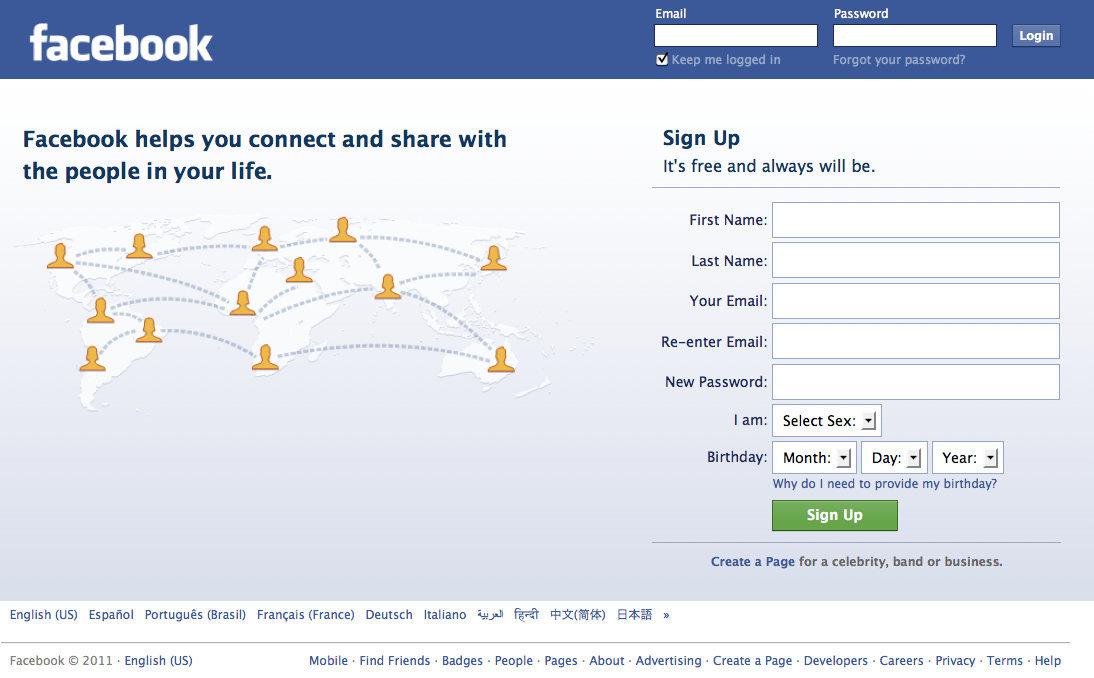 facebook
Email
Password
Login
Keep me logged in
Forgot your password?
Facebook helps you connect and share with
the people in your life.
Sign Up
It's free and always will be.
First Name:
Last Name:
Your Email:
Re-enter Email:
New Password:
I am: Select Sex:
Birthday: Month: Day: Year:
Why do I need to provide my birthday?
Sign Up
Create a Page for a celebrity, band or business.
English (US) Español Português (Brasil) Français (France) Deutsch Italiano العربية हिन्दी 中文(简体) 日本語 »
Facebook © 2011 · English (US)
Mobile · Find Friends · Badges · People · Pages · About · Advertising · Create a Page · Developers · Careers · Privacy · Terms · Help